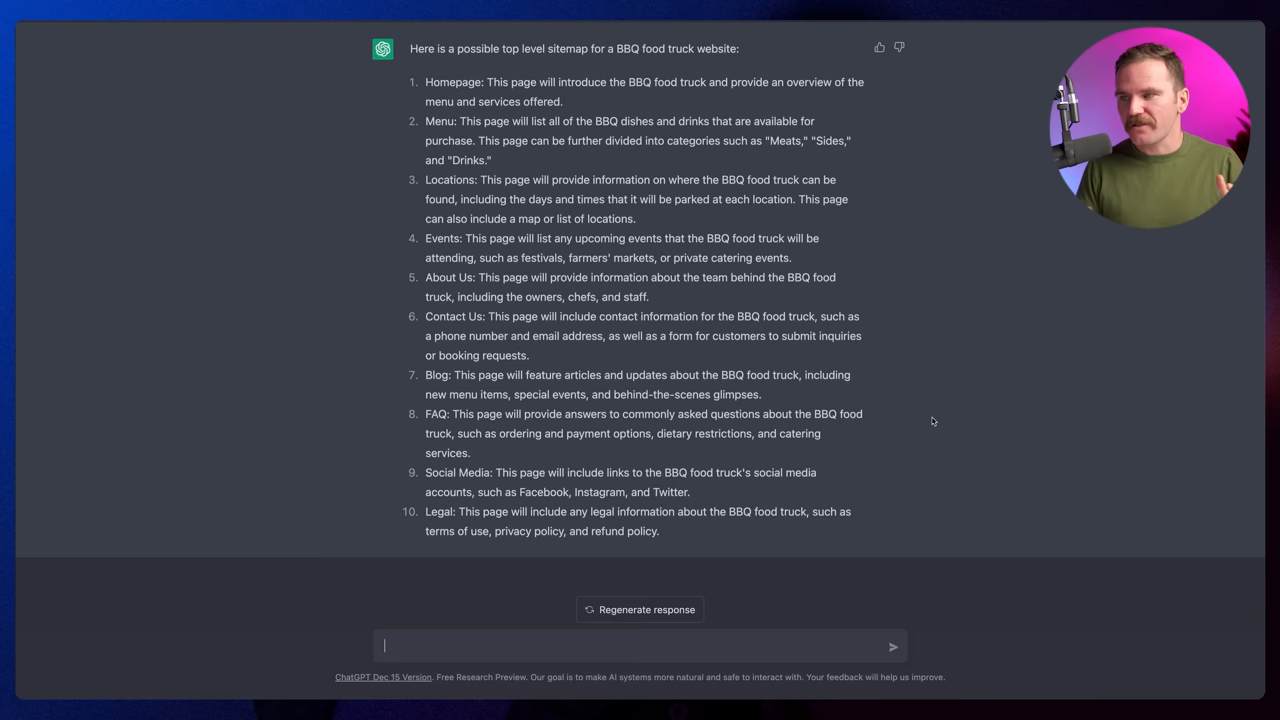 Here is a possible top level sitemap for a BBQ food truck website:
1. Homepage: This page will introduce the BBQ food truck and provide an overview of the
menu and services offered.
2. Menu: This page will list all of the BBQ dishes and drinks that are available for
purchase. This page can be further divided into categories such as "Meats," "Sides,"
and "Drinks."
3. Locations: This page will provide information on where the BBQ food truck can be
found, including the days and times that it will be parked at each location. This page
can also include a map or list of locations.
4. Events: This page will list any upcoming events that the BBQ food truck will be
attending, such as festivals, farmers' markets, or private catering events.
5. About Us: This page will provide information about the team behind the BBQ food
truck, including the owners, chefs, and staff.
6. Contact Us: This page will include contact information for the BBQ food truck, such as
a phone number and email address, as well as a form for customers to submit inquiries
or booking requests.
7. Blog: This page will feature articles and updates about the BBQ food truck, including
new menu items, special events, and behind-the-scenes glimpses.
8. FAQ: This page will provide answers to commonly asked questions about the BBQ food
truck, such as ordering and payment options, dietary restrictions, and catering
services.
9. Social Media: This page will include links to the BBQ food truck's social media
accounts, such as Facebook, Instagram, and Twitter.
10. Legal: This page will include any legal information about the BBQ food truck, such as
terms of use, privacy policy, and refund policy.
Regenerate response
ChatGPT Dec 15 Version. Free Research Preview. Our goal is to make AI systems more natural and safe to interact with. Your feedback will help us improve.